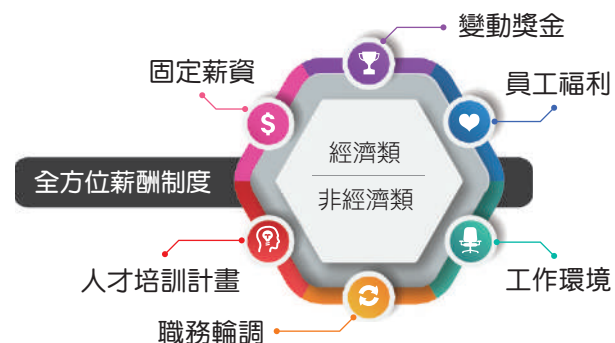 變動獎金
固定薪資
員工福利
經濟類
全方位薪酬制度
非經濟類
人才培訓計畫
工作環境
職務輪調